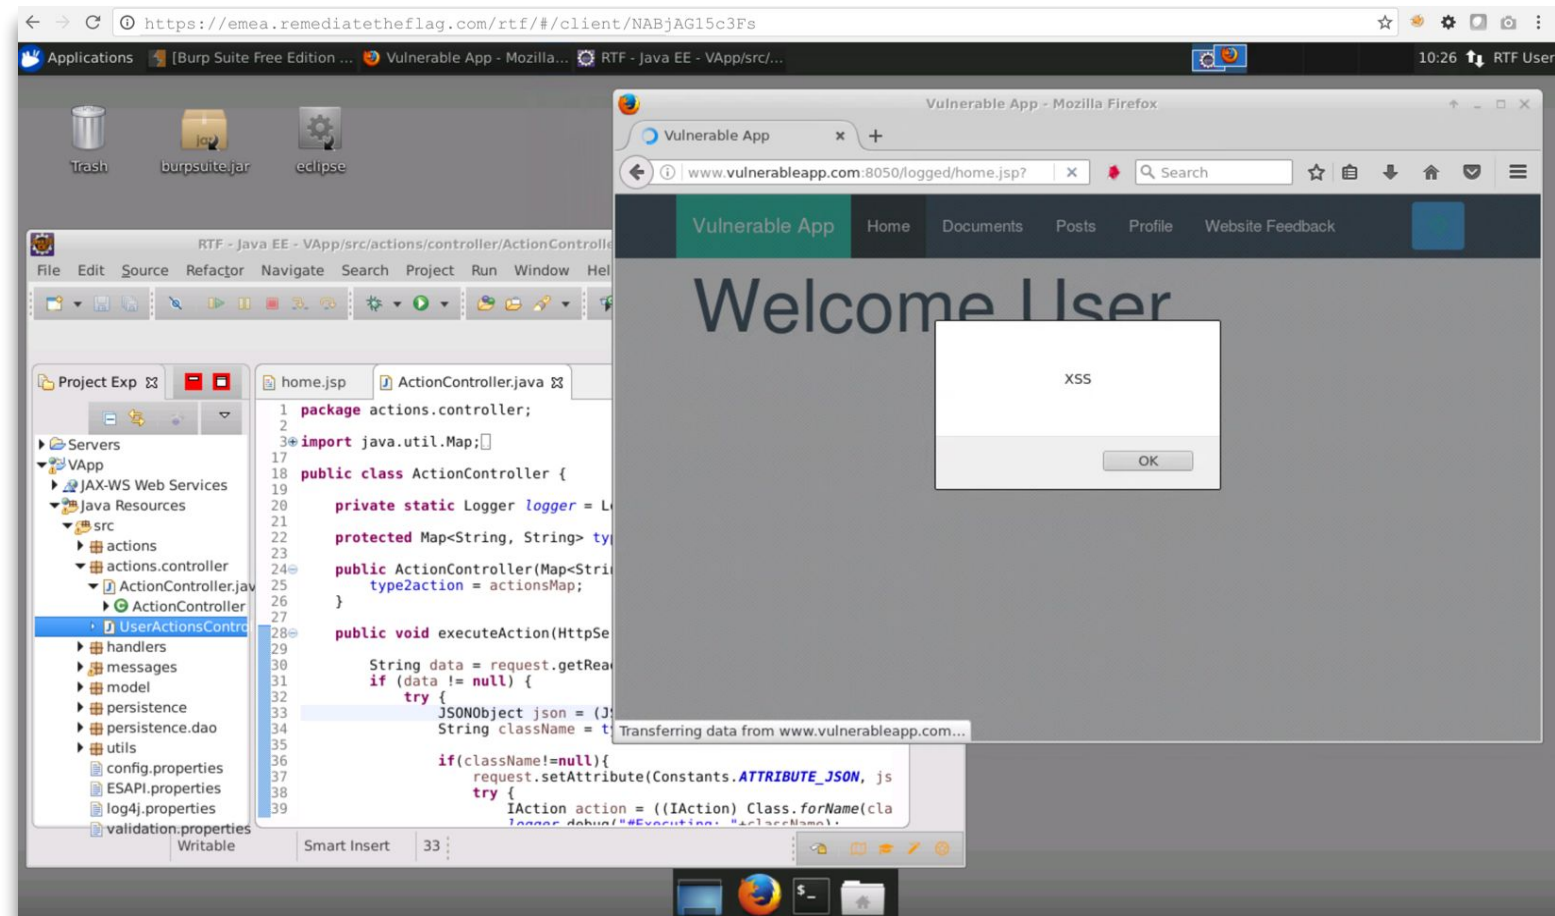 https://emea.remediatetheflag.com/rtf/#/client/NABjAG15c3Fs
Applications [Burp Suite Free Edition ... Vulnerable App - Mozilla... RTF - Java EE - VApp/src/... 10:26 RTF User
Trash burpsuite.jar eclipse
Vulnerable App - Mozilla Firefox
Vulnerable App
www.vulnerableapp.com:8050/logged/home.jsp? Search
Vulnerable App Home Documents Posts Profile Website Feedback
Welcome User
XSS
OK
Transferring data from www.vulnerableapp.com...
RTF - Java EE - VApp/src/actions/controller/ActionControlle
File Edit Source Refactor Navigate Search Project Run Window Hel
Project Exp
Servers
VApp
JAX-WS Web Services
Java Resources
src
actions
actions.controller
ActionController.jav
ActionController
UserActionsContro
handlers
messages
model
persistence
persistence.dao
utils
config.properties
ESAPI.properties
log4j.properties
validation.properties
home.jsp ActionController.java
1 package actions.controller;
2
3 import java.util.Map;
17
18 public class ActionController {
19
20 private static Logger logger = L
21
22 protected Map<String, String> ty
23
24 public ActionController(Map<Stri
25 type2action = actionsMap;
26 }
27
28 public void executeAction(HttpSe
29
30 String data = request.getRea
31 if (data != null) {
32 try {
33 JSONObject json = (JS
34 String className = t
35
36 if(className!=null){
37 request.setAttribute(Constants.ATTRIBUTE_JSON, js
38 try {
39 IAction action = ((IAction) Class.forName(cla
logger.debug("#Executing: "+className);
Writable Smart Insert 33